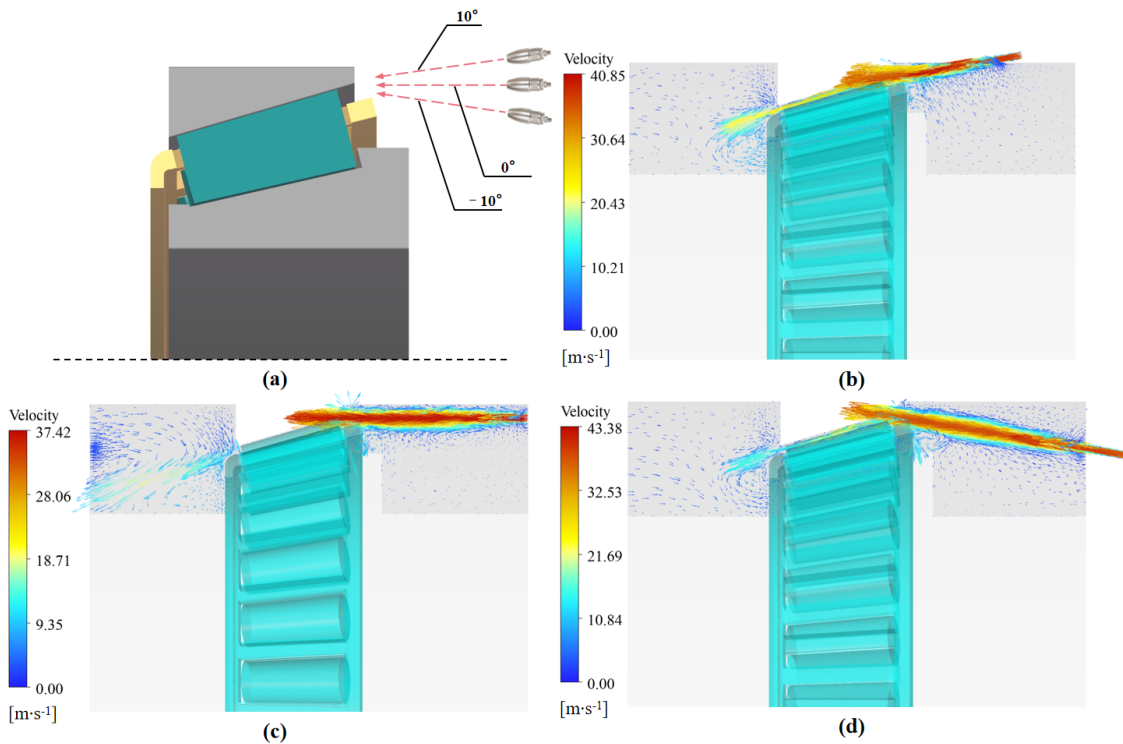 10°
0°
－10°
(a)
Velocity
40.85
30.64
20.43
10.21
0.00
[m·s⁻¹]
(b)
Velocity
37.42
28.06
18.71
9.35
0.00
[m·s⁻¹]
(c)
Velocity
43.38
32.53
21.69
10.84
0.00
[m·s⁻¹]
(d)